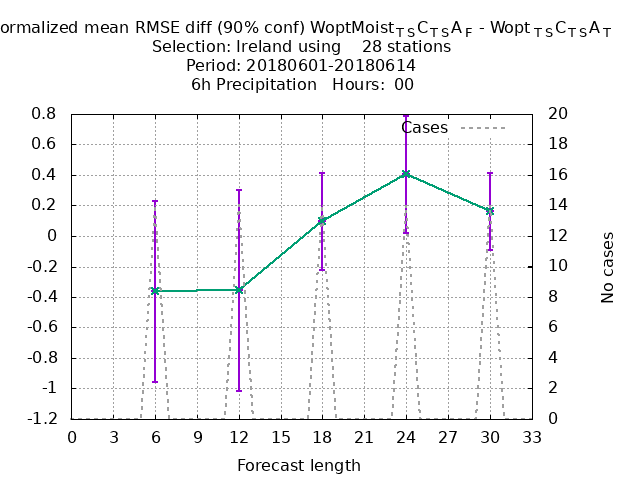 ormalized mean RMSE diff (90% conf) WoptMoistTSCTSAF - WoptTSCTSAT
Selection: Ireland using 28 stations
Period: 20180601-20180614
6h Precipitation Hours: 00
Cases
0.8
0.6
0.4
0.2
0
-0.2
-0.4
-0.6
-0.8
-1
-1.2
20
18
16
14
12
10
8
6
4
2
0
No cases
0 3 6 9 12 15 18 21 24 27 30 33
Forecast length